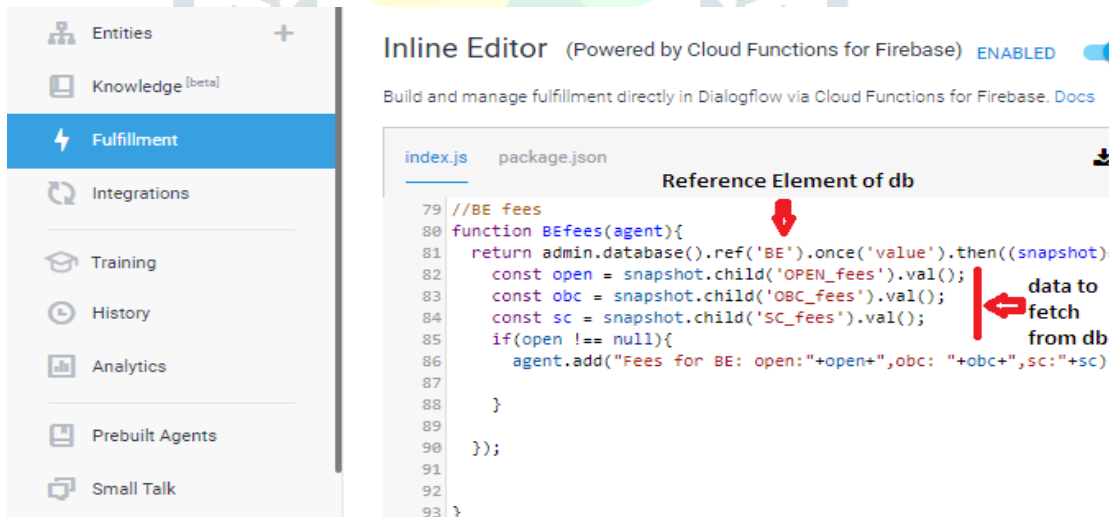 Entities +
Knowledge [beta]
Fulfillment
Integrations
Training
History
Analytics
Prebuilt Agents
Small Talk
Inline Editor (Powered by Cloud Functions for Firebase) ENABLED
Build and manage fulfillment directly in Dialogflow via Cloud Functions for Firebase. Docs
index.js package.json
Reference Element of db
79 //BE fees
80 function BEfees(agent){
81 return admin.database().ref('BE').once('value').then((snapshot)
82 const open = snapshot.child('OPEN_fees').val();
83 const obc = snapshot.child('OBC_fees').val();
84 const sc = snapshot.child('SC_fees').val();
85 if(open !== null){
86 agent.add("Fees for BE: open:"+open+",obc: "+obc+",sc:"+sc)
87
88 }
89
90 });
91
92
93 }
data to
fetch
from db